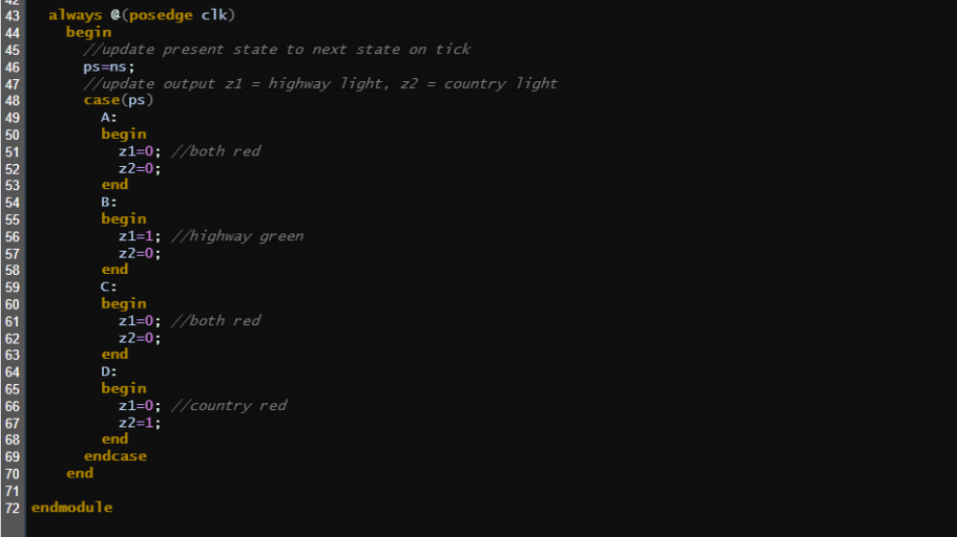 42
43 always @(posedge clk)
44 begin
45 //update present state to next state on tick
46 ps=ns;
47 //update output z1 = highway light, z2 = country light
48 case(ps)
49 A:
50 begin
51 z1=0; //both red
52 z2=0;
53 end
54 B:
55 begin
56 z1=1; //highway green
57 z2=0;
58 end
59 C:
60 begin
61 z1=0; //both red
62 z2=0;
63 end
64 D:
65 begin
66 z1=0; //country red
67 z2=1;
68 end
69 endcase
70 end
71
72 endmodule